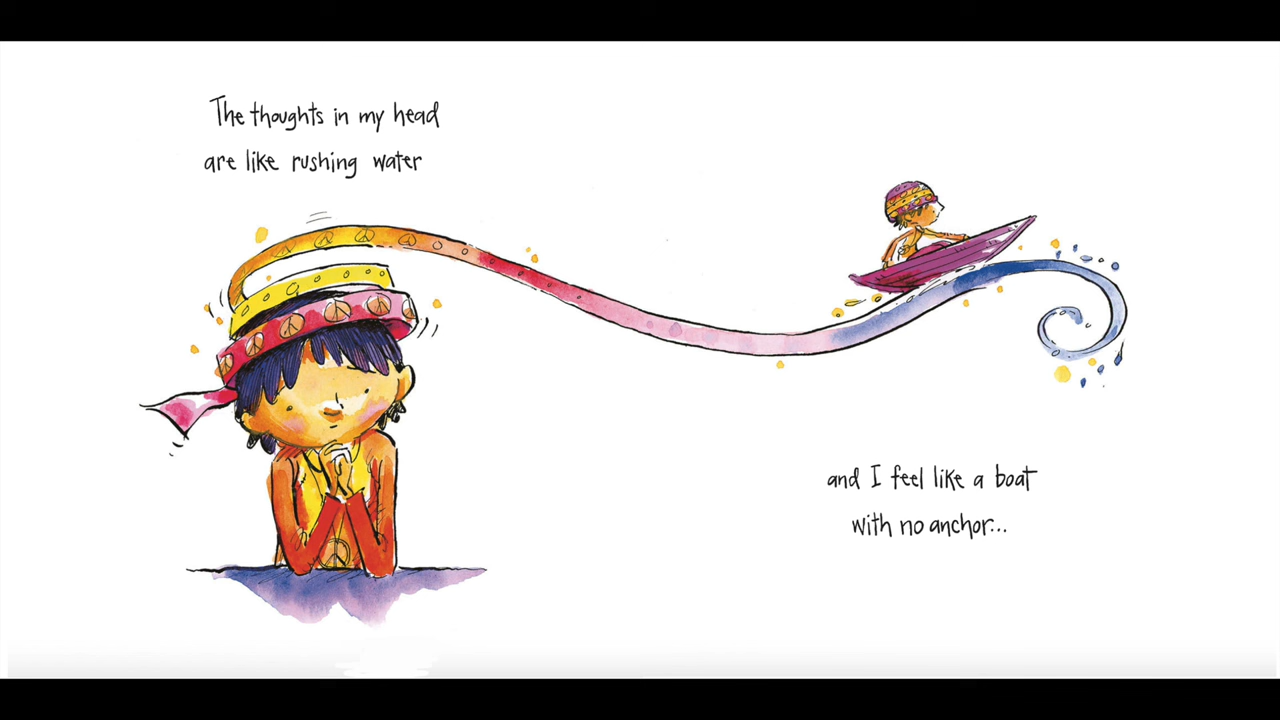 The thoughts in my head
are like rushing water
and I feel like a boat
with no anchor...